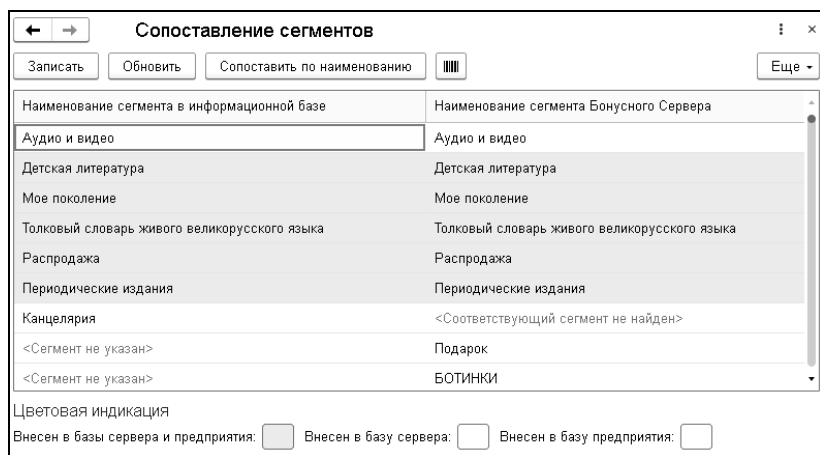 Сопоставление сегментов
Записать Обновить Сопоставить по наименованию Еще
Наименование сегмента в информационной базе Наименование сегмента Бонусного Сервера
Аудио и видео Аудио и видео
Детская литература Детская литература
Мое поколение Мое поколение
Толковый словарь живого великорусского языка Толковый словарь живого великорусского языка
Распродажа Распродажа
Периодические издания Периодические издания
Канцелярия <Соответствующий сегмент не найден>
<Сегмент не указан> Подарок
<Сегмент не указан> БОТИНКИ
Цветовая индикация
Внесен в базы сервера и предприятия: Внесен в базу сервера: Внесен в базу предприятия: